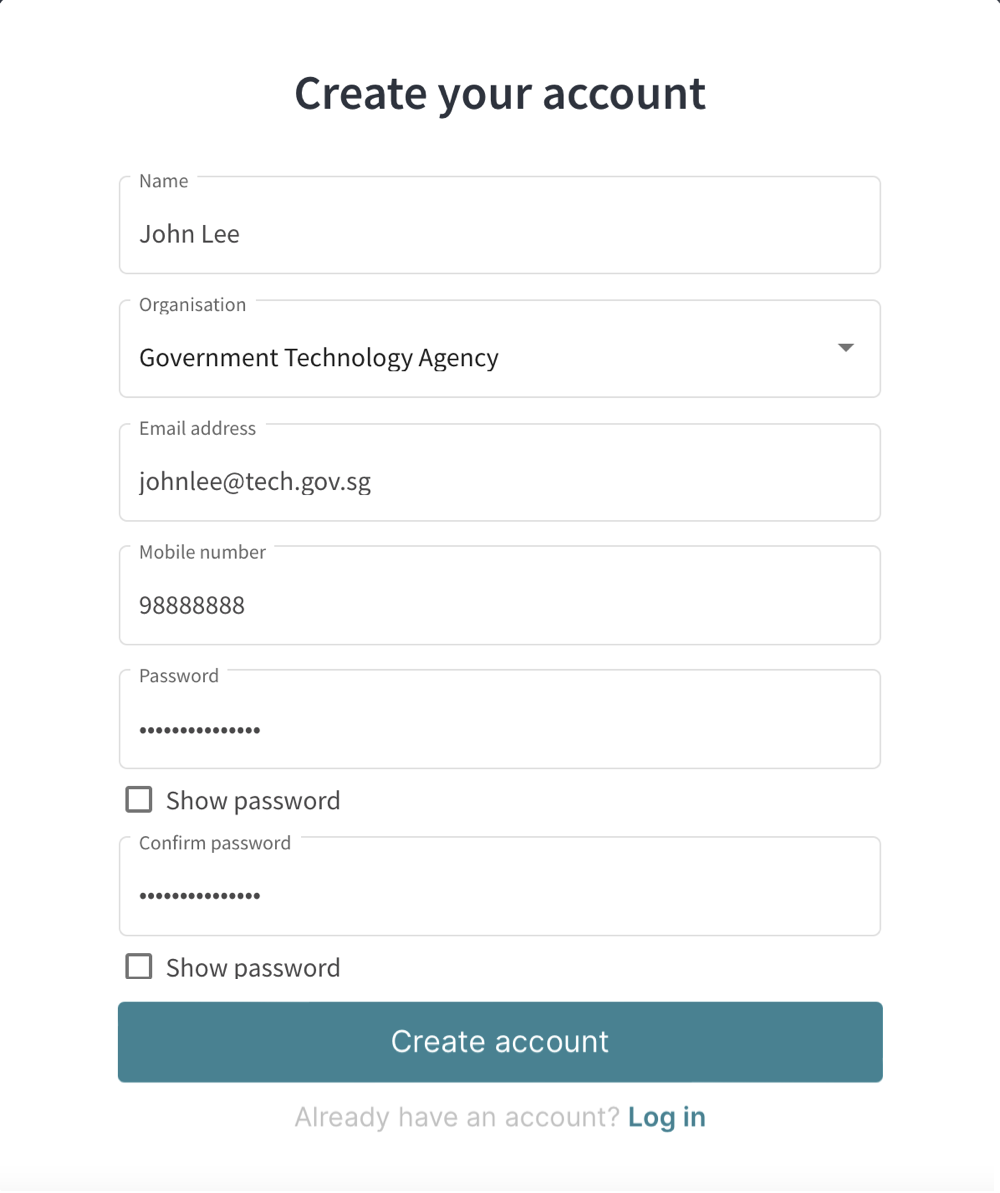 Create your account
Name
John Lee
Organisation
Government Technology Agency
Email address
johnlee@tech.gov.sg
Mobile number
98888888
Password
•••••••••••••••
Show password
Confirm password
•••••••••••••••
Show password
Create account
Already have an account? Log in